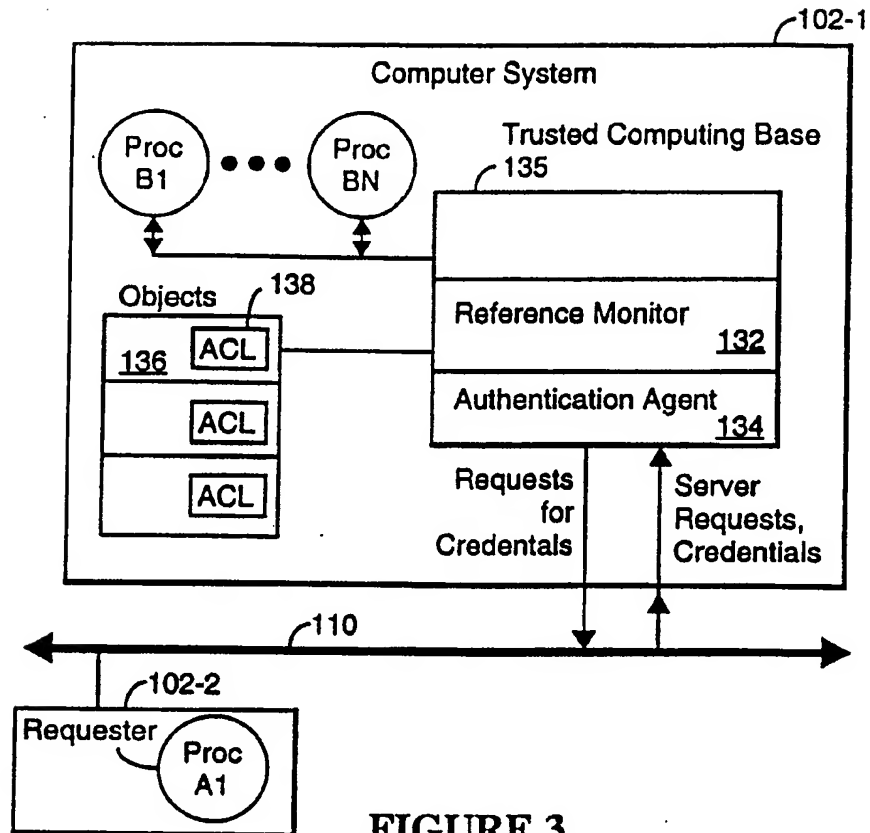 102-1
Computer System
Proc
B1
Proc
BN
Trusted Computing Base
135
Objects
138
136
ACL
ACL
ACL
Reference Monitor
132
Authentication Agent
134
Requests
for
Credentals
Server
Requests,
Credentials
110
102-2
Requester
Proc
A1
FIGURE 3